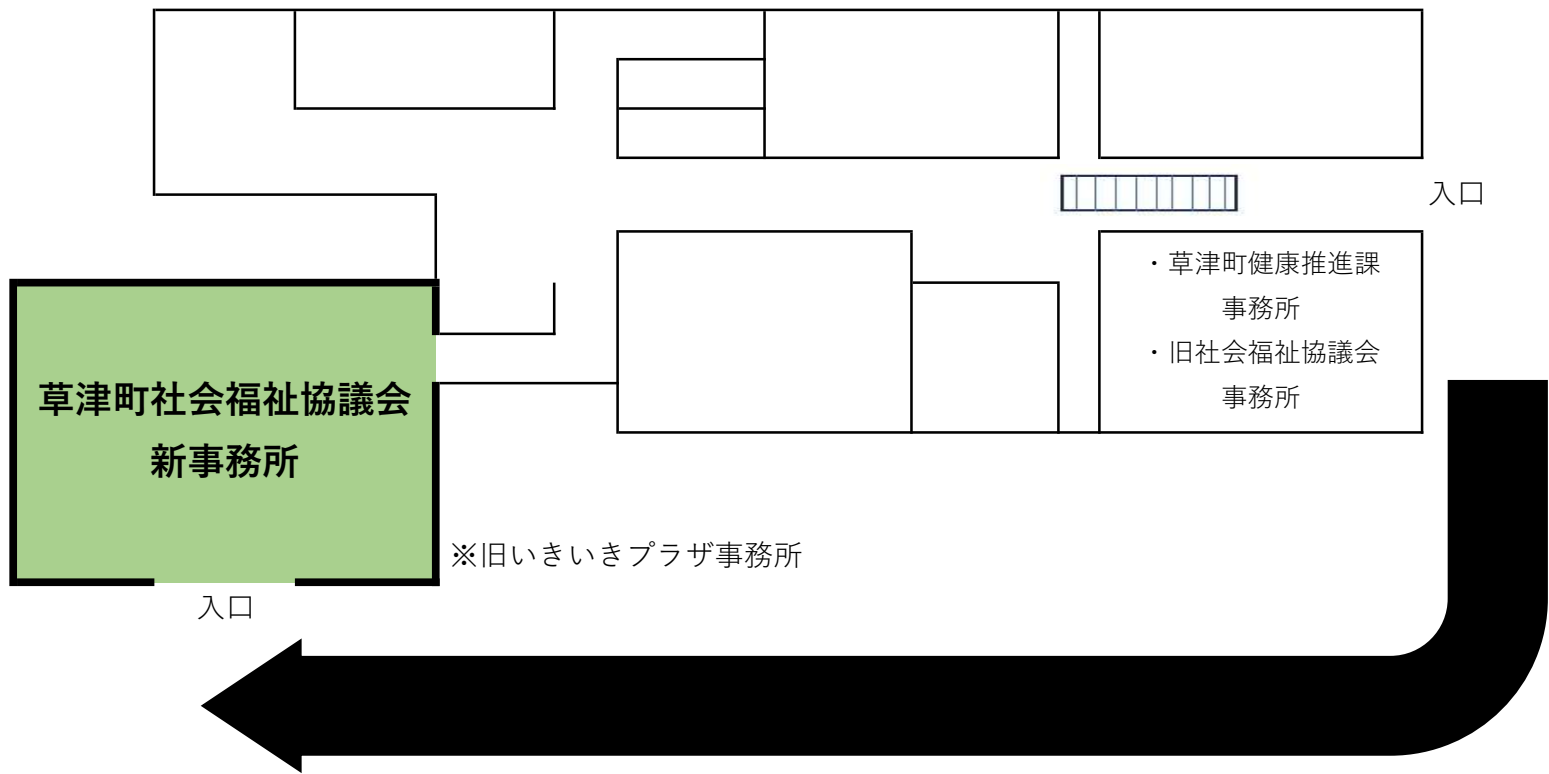 入口
・草津町健康推進課
事務所
・旧社会福祉協議会
事務所
草津町社会福祉協議会
新事務所
※旧いきいきプラザ事務所
入口